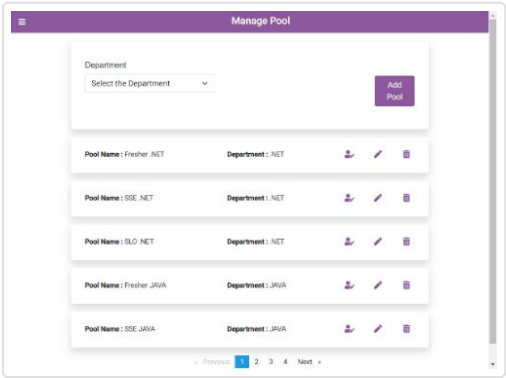 Manage Pool
Department
Select the Department
Add
Pool
Pool Name : Fresher .NET Department : .NET
Pool Name : SSE .NET Department : .NET
Pool Name : SLO .NET Department : .NET
Pool Name : Fresher JAVA Department : JAVA
Pool Name : SSE JAVA Department : JAVA
« Previous 1 2 3 4 Next »